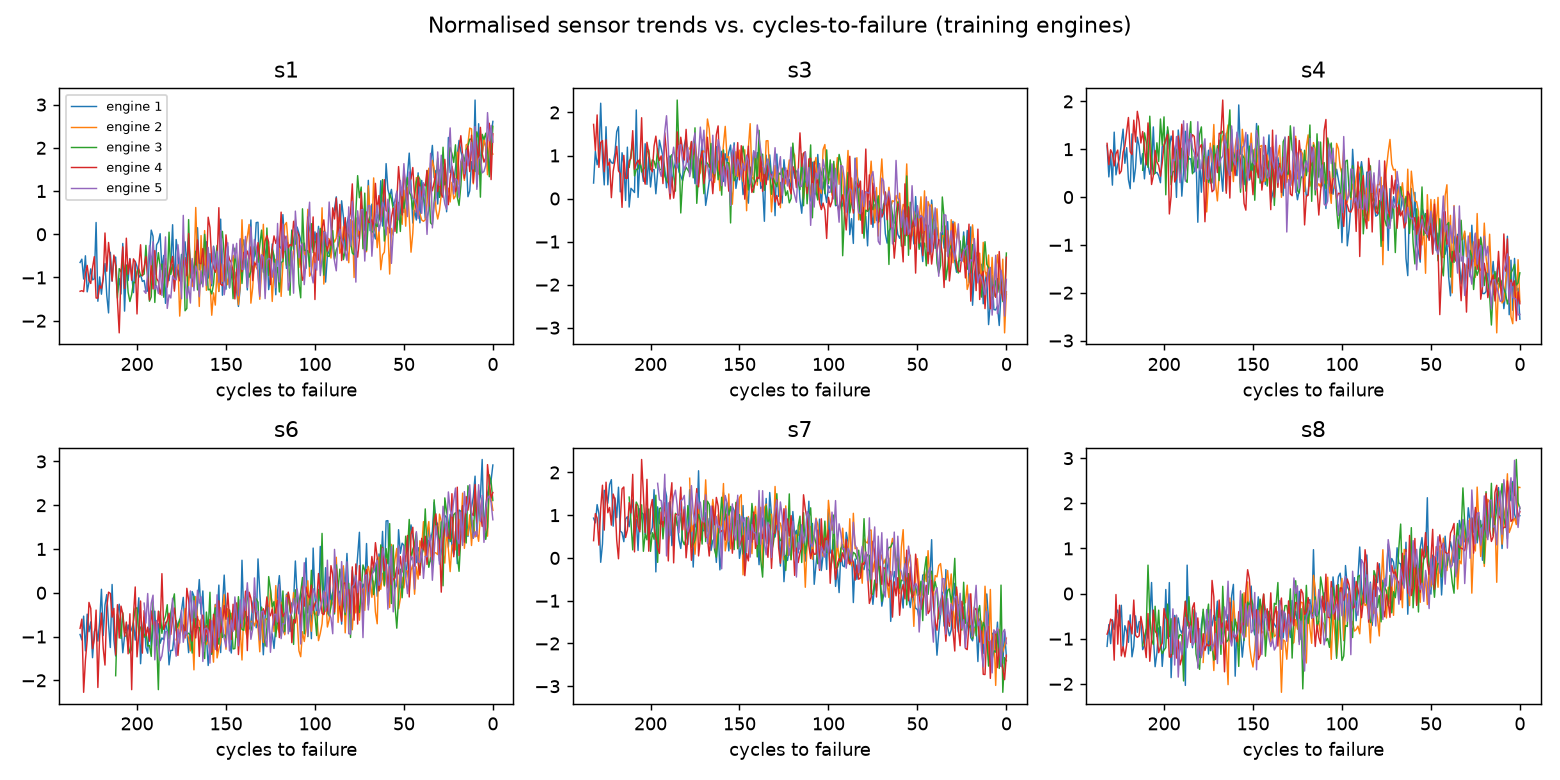 Normalised sensor trends vs. cycles-to-failure (training engines)
s1
3
2
1
0
−1
−2
engine 1
engine 2
engine 3
engine 4
engine 5
200 150 100 50 0
cycles to failure
s3
2
1
0
−1
−2
−3
200 150 100 50 0
cycles to failure
s4
2
1
0
−1
−2
−3
200 150 100 50 0
cycles to failure
s6
3
2
1
0
−1
−2
200 150 100 50 0
cycles to failure
s7
2
1
0
−1
−2
−3
200 150 100 50 0
cycles to failure
s8
3
2
1
0
−1
−2
200 150 100 50 0
cycles to failure